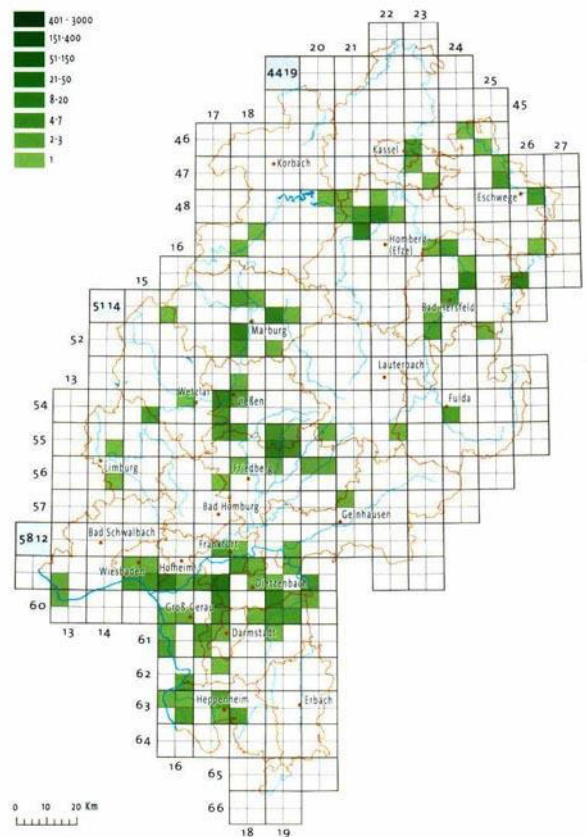 401 - 3000
151-400
51-150
21-50
8-20
4-7
2-3
1
22 23
20 21 24
4419
25
45
17 18
46
Kassel
26 27
Korbach
47
Eschwege
48
Homberg
(Efze)
16
15
Bad Hersfeld
5114
Marburg
52
Lauterbach
13
Wetzlar
54
Gießen
Fulda
55
Limburg
56
Friedberg
57
Bad Homburg
Gelnhausen
5812
Bad Schwalbach
Frankfurt
Wiesbaden
Hofheim
Dietzenbach
60
Groß-Gerau
13 14
61
Darmstadt
62
63
Heppenheim
Erbach
64
16
65
0 10 20 Km
66
18 19